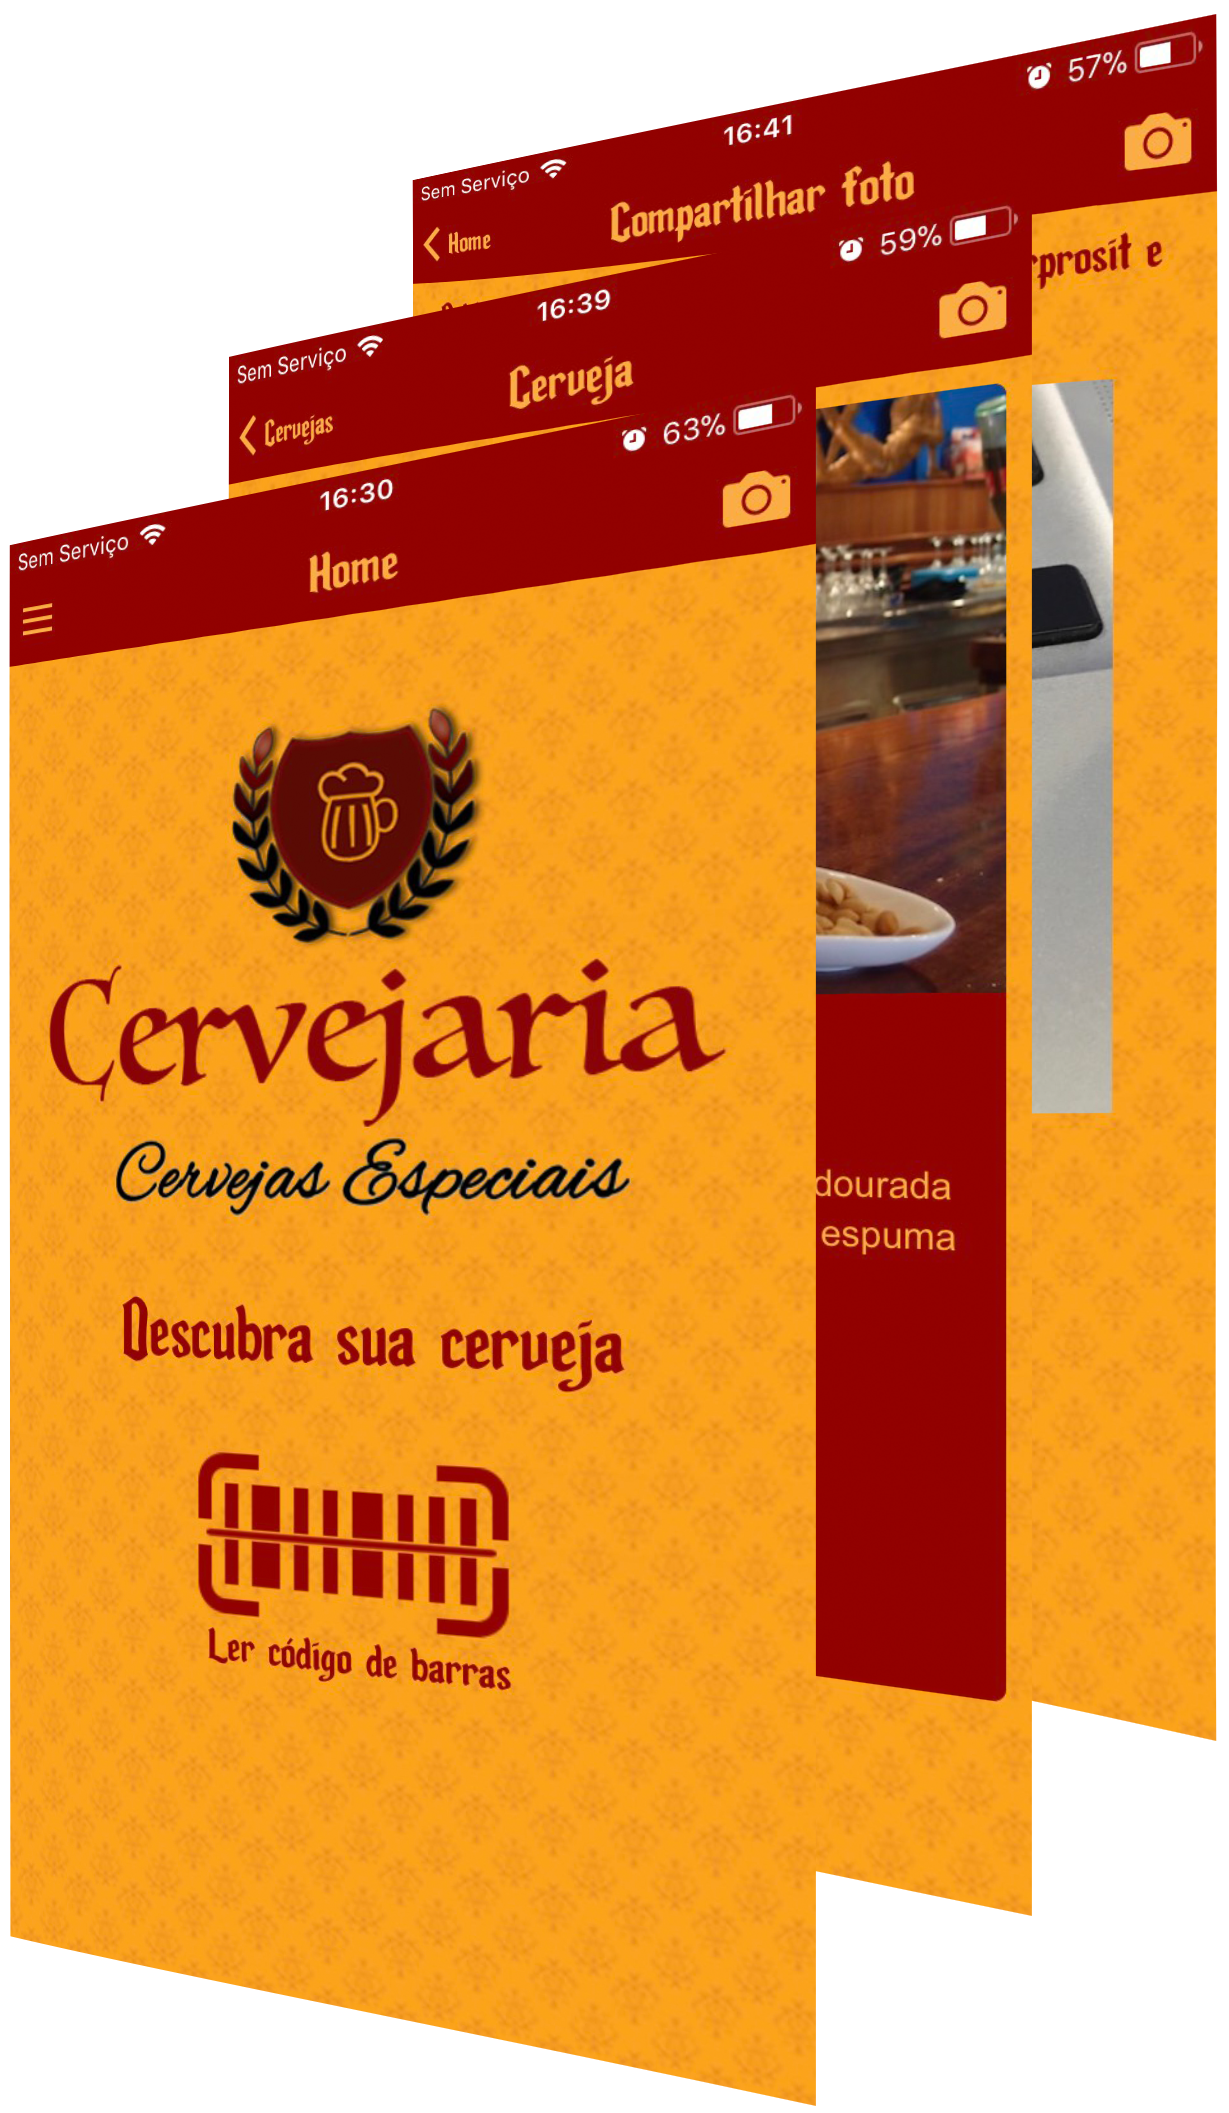 57%
16:41
Sem Serviço
Compartilhar foto
Home
rprosit e
59%
16:39
Sem Serviço
Cerveja
Cervejas
63%
16:30
Sem Serviço
Home
Cervejaria
Cervejas Especiais
dourada
espuma
Descubra sua cerveja
Ler código de barras